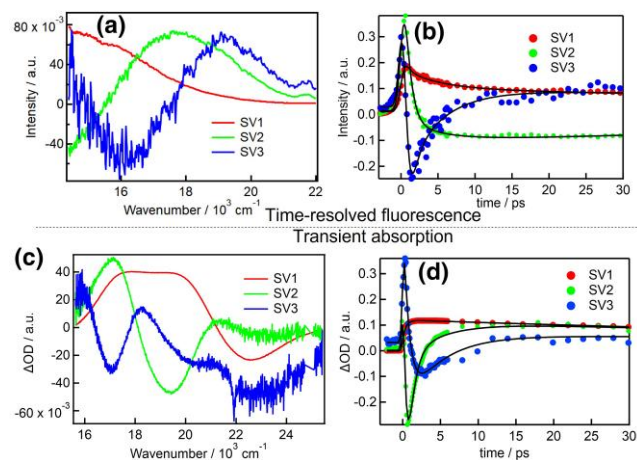 80 x 10⁻³
(a)
40
0
-40
Intensity / a.u.
SV1
SV2
SV3
16
18
20
22
Wavenumber / 10³ cm⁻¹
(b)
SV1
SV2
SV3
0.3
0.2
0.1
0.0
-0.1
-0.2
Intensity / a.u.
0
5
10
15
20
25
30
time / ps
Time-resolved fluorescence
Transient absorption
(c)
40
20
0
-20
-40
-60 x 10⁻³
ΔOD / a.u.
SV1
SV2
SV3
16
18
20
22
24
Wavenumber / 10³ cm⁻¹
(d)
SV1
SV2
SV3
0.3
0.2
0.1
0.0
-0.1
-0.2
ΔOD / a.u.
0
5
10
15
20
25
30
time / ps